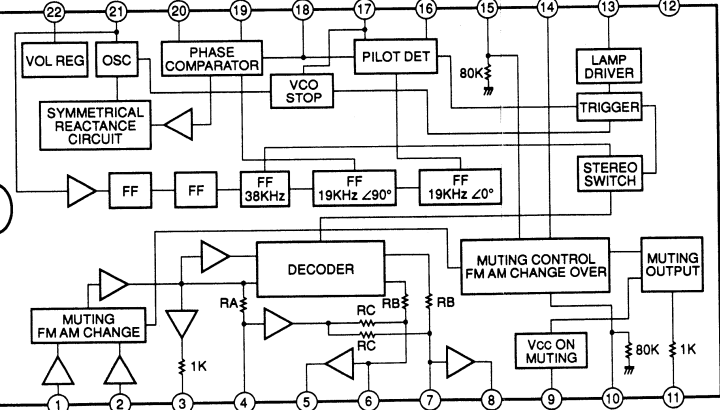 22 21 20 19 18 17 16 15 14 13 12
VOL REG
OSC
PHASE
COMPARATOR
PILOT DET
80K
LAMP
DRIVER
VCO
STOP
TRIGGER
SYMMETRICAL
REACTANCE
CIRCUIT
STEREO
SWITCH
FF
FF
FF
38KHz
FF
19KHz ∠90°
FF
19KHz ∠0°
DECODER
MUTING CONTROL
FM AM CHANGE OVER
MUTING
OUTPUT
RA
RB
RB
RC
RC
MUTING
FM AM CHANGE
1K
Vcc ON
MUTING
80K
1K
1 2 3 4 5 6 7 8 9 10 11